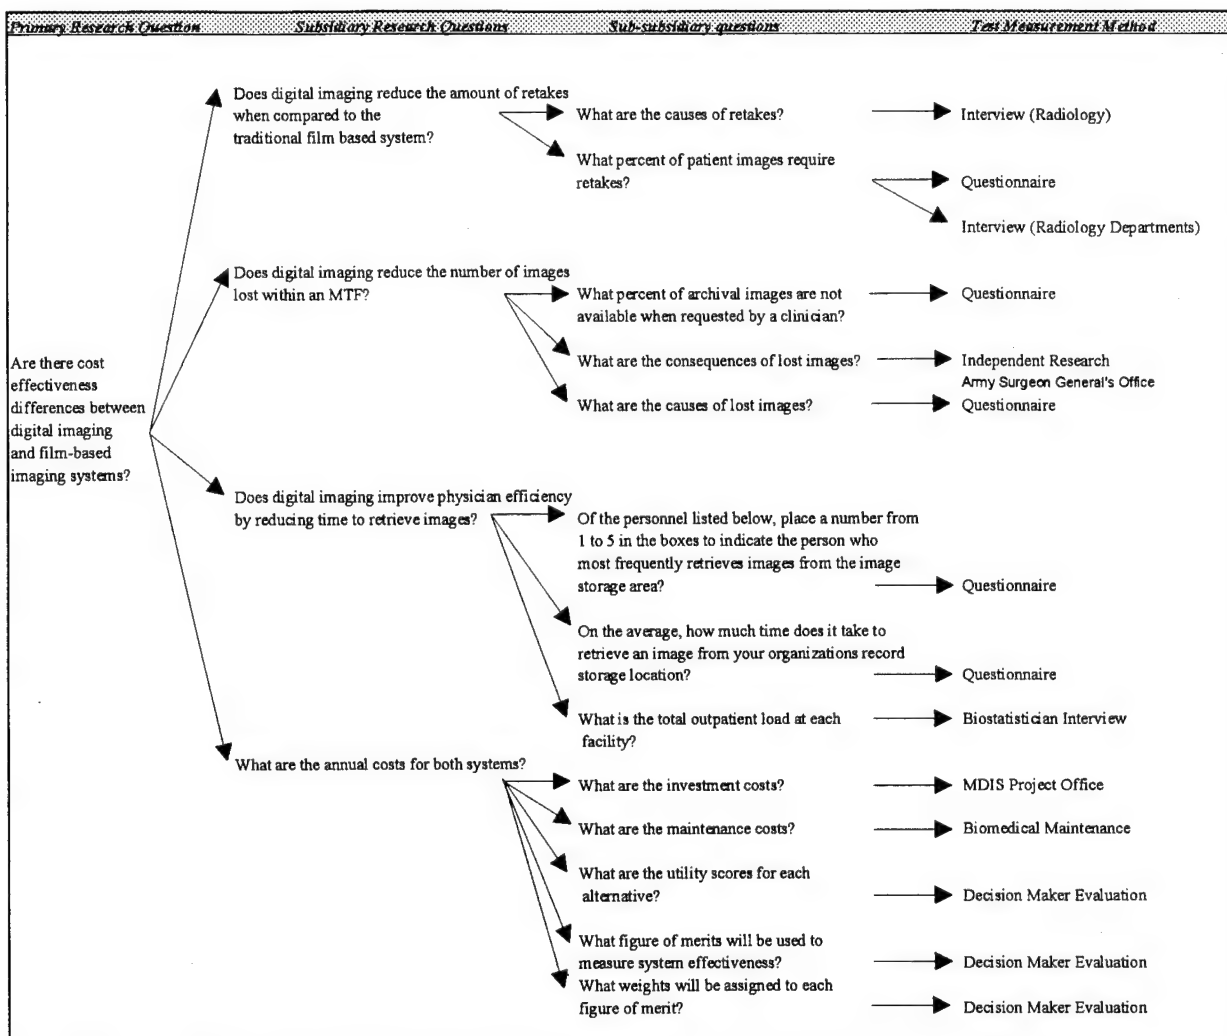 Primary Research Question Subsidiary Research Questions Sub-subsidiary questions Test Measurement Method
Does digital imaging reduce the amount of retakes
when compared to the
traditional film based system?
What are the causes of retakes?
Interview (Radiology)
What percent of patient images require
retakes?
Questionnaire
Interview (Radiology Departments)
Does digital imaging reduce the number of images
lost within an MTF?
What percent of archival images are not
available when requested by a clinician?
Questionnaire
What are the consequences of lost images?
Independent Research
Army Surgeon General's Office
What are the causes of lost images?
Questionnaire
Are there cost
effectiveness
differences between
digital imaging
and film-based
imaging systems?
Does digital imaging improve physician efficiency
by reducing time to retrieve images?
Of the personnel listed below, place a number from
1 to 5 in the boxes to indicate the person who
most frequently retrieves images from the image
storage area?
Questionnaire
On the average, how much time does it take to
retrieve an image from your organizations record
storage location?
Questionnaire
What is the total outpatient load at each
facility?
Biostatistician Interview
What are the annual costs for both systems?
What are the investment costs?
MDIS Project Office
What are the maintenance costs?
Biomedical Maintenance
What are the utility scores for each
alternative?
Decision Maker Evaluation
What figure of merits will be used to
measure system effectiveness?
Decision Maker Evaluation
What weights will be assigned to each
figure of merit?
Decision Maker Evaluation